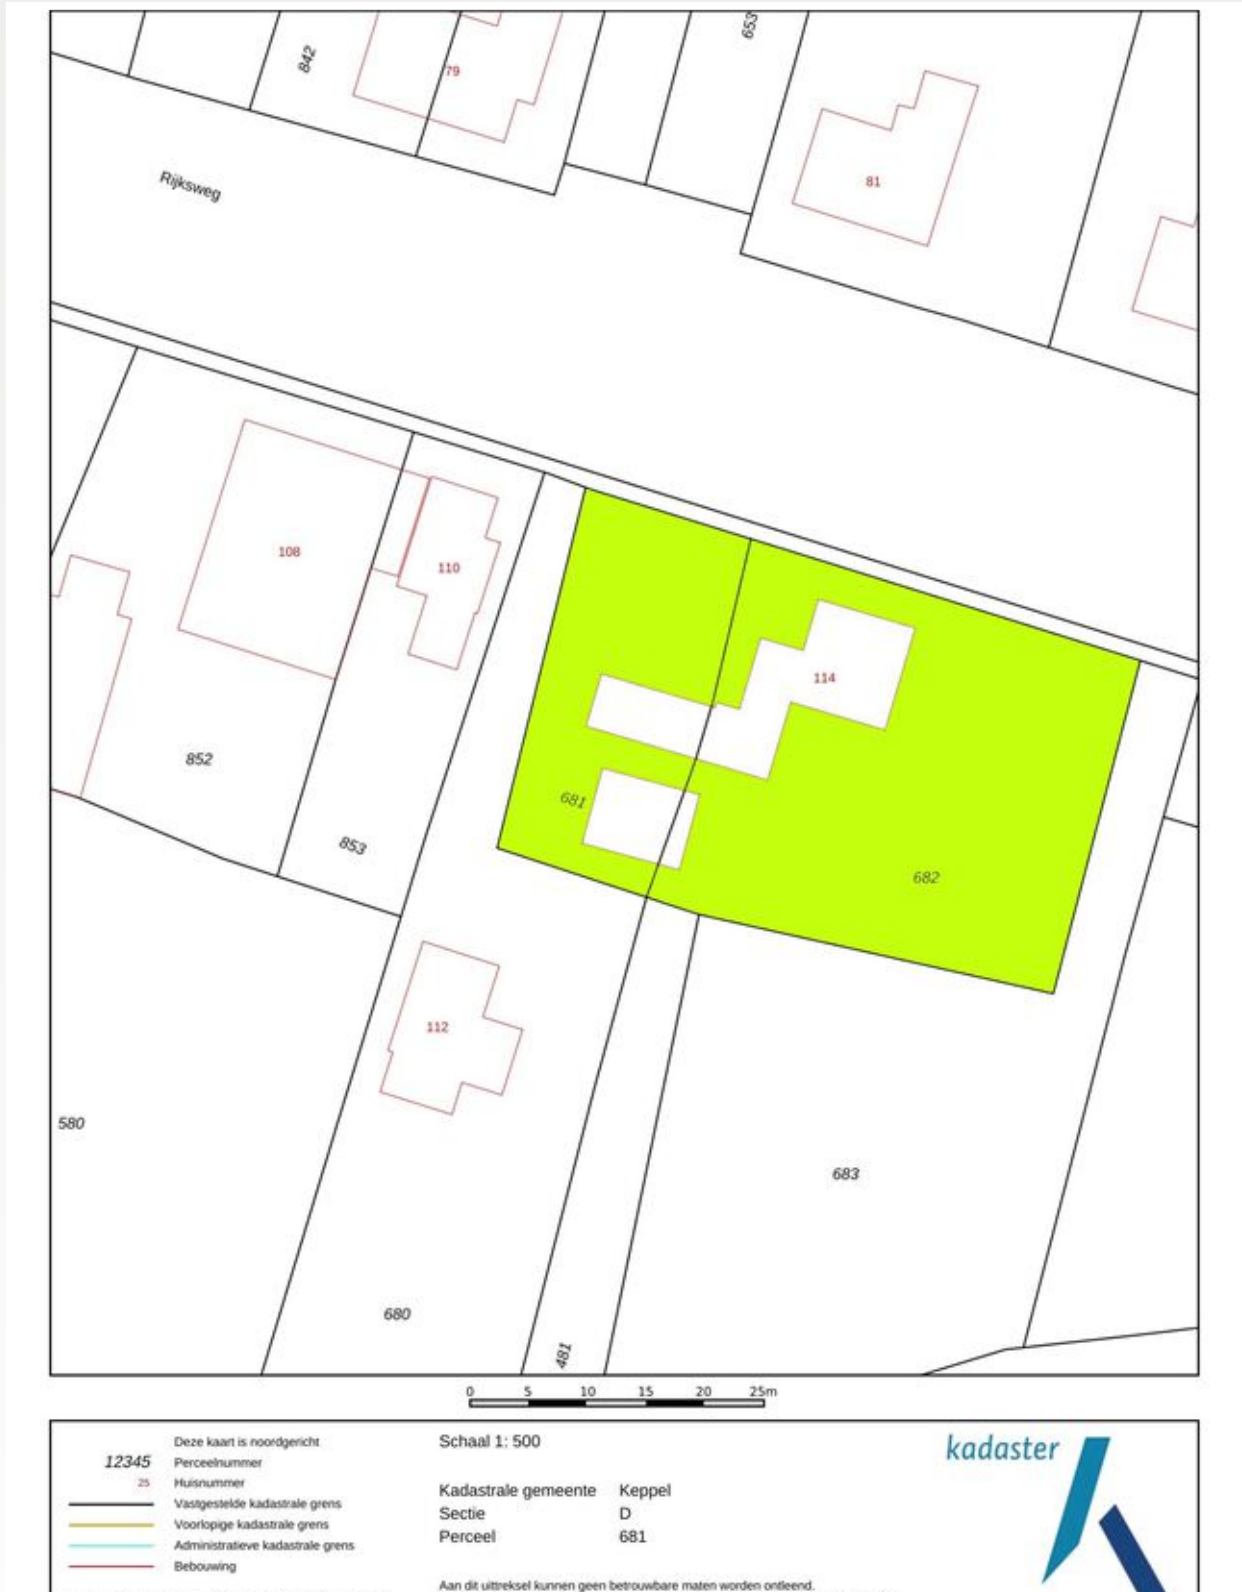 842
79
653
81
Rijksweg
108
110
114
852
681
853
682
112
580
683
680
481
0 5 10 15 20 25m
Deze kaart is noordgericht
12345 Perceelnummer
25 Huisnummer
Vastgestelde kadastrale grens
Voorlopige kadastrale grens
Administratieve kadastrale grens
Bebouwing
Schaal 1: 500
Kadastrale gemeente Keppel
Sectie D
Perceel 681
Aan dit uittreksel kunnen geen betrouwbare maten worden ontleend.
kadaster